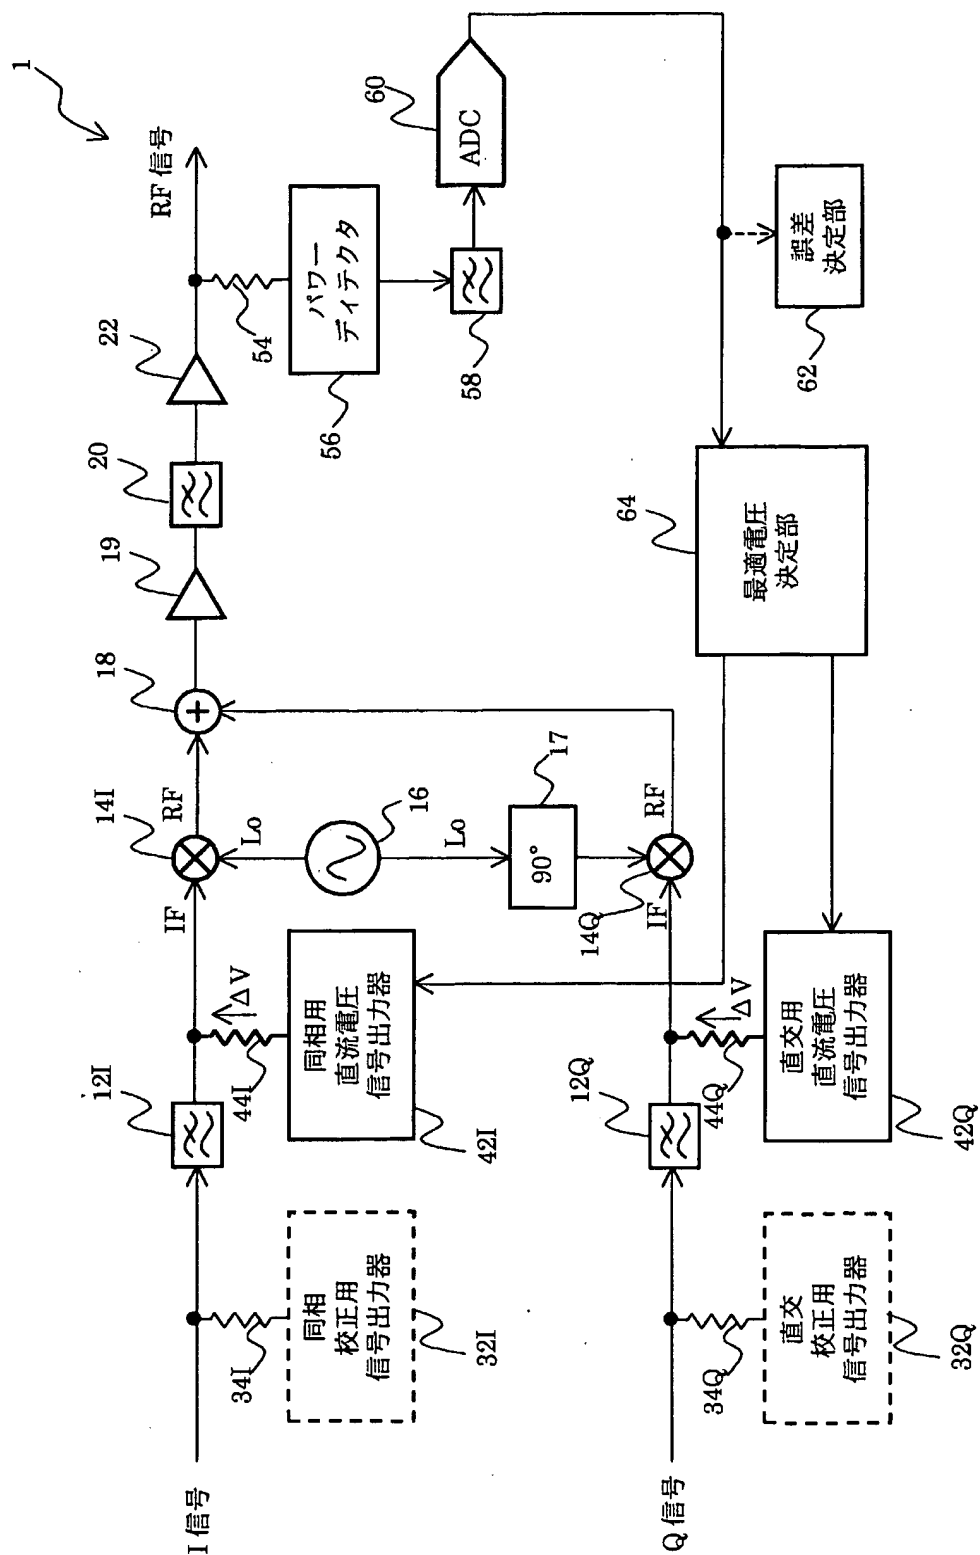 1
I 信号
34I
同相
校正用
信号出力器
32I
12I
44I
ΔV
同相用
直流電圧
信号出力器
42I
IF
14I
RF
Lo
16
Lo
90°
17
18
19
20
22
RF 信号
54
パワー
ディテクタ
56
58
ADC
60
誤差
決定部
62
最適電圧
決定部
64
Q 信号
34Q
直交
校正用
信号出力器
32Q
12Q
44Q
ΔV
直交用
直流電圧
信号出力器
42Q
IF
14Q
RF